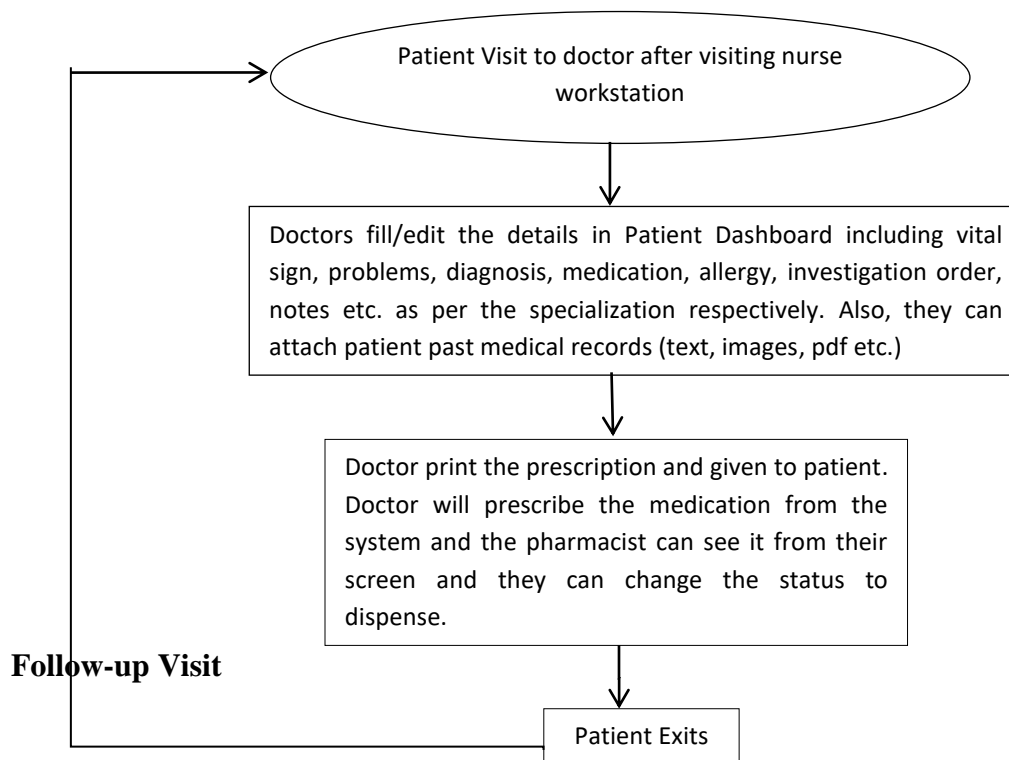 Patient Visit to doctor after visiting nurse
workstation
Doctors fill/edit the details in Patient Dashboard including vital
sign, problems, diagnosis, medication, allergy, investigation order,
notes etc. as per the specialization respectively. Also, they can
attach patient past medical records (text, images, pdf etc.)
Doctor print the prescription and given to patient.
Doctor will prescribe the medication from the
system and the pharmacist can see it from their
screen and they can change the status to
dispense.
Follow-up Visit
Patient Exits